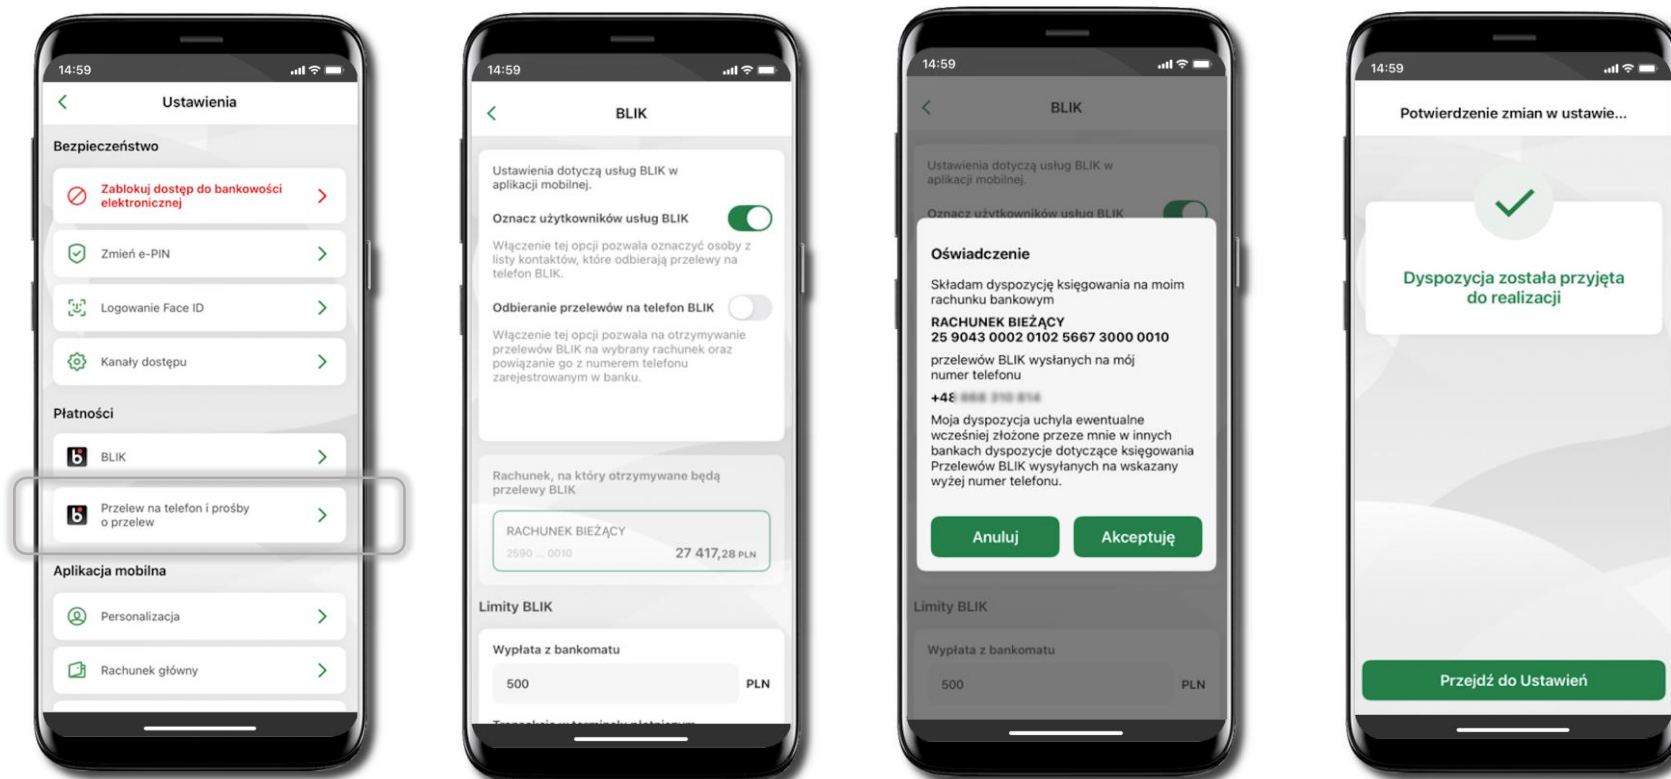 14:59
Ustawienia
Bezpieczeństwo
Zablokuj dostęp do bankowości
elektronicznej
Zmień e-PIN
Logowanie Face ID
Kanały dostępu
Płatności
BLIK
Przelew na telefon i prośby
o przelew
Aplikacja mobilna
Personalizacja
Rachunek główny
14:59
BLIK
Ustawienia dotyczą usług BLIK w
aplikacji mobilnej.
Oznacz użytkowników usług BLIK
Włączenie tej opcji pozwala oznaczyć osoby z
listy kontaktów, które odbierają przelewy na
telefon BLIK.
Odbieranie przelewów na telefon BLIK
Włączenie tej opcji pozwala na otrzymywanie
przelewów BLIK na wybrany rachunek oraz
powiązanie go z numerem telefonu
zarejestrowanym w banku.
Rachunek, na który otrzymywane będą
przelewy BLIK
RACHUNEK BIEŻĄCY
2590 ... 0010 27 417,28 PLN
Limity BLIK
Wypłata z bankomatu
500 PLN
14:59
BLIK
Ustawienia dotyczą usług BLIK w
aplikacji mobilnej.
Oznacz użytkowników usług BLIK
Oświadczenie
Składam dyspozycję księgowania na moim
rachunku bankowym
RACHUNEK BIEŻĄCY
25 9043 0002 0102 5667 3000 0010
przelewów BLIK wysłanych na mój
numer telefonu
+48
Moja dyspozycja uchyla ewentualne
wcześniej złożone przeze mnie w innych
bankach dyspozycje dotyczące księgowania
Przelewów BLIK wysyłanych na wskazany
wyżej numer telefonu.
Anuluj Akceptuję
Limity BLIK
Wypłata z bankomatu
500 PLN
14:59
Potwierdzenie zmian w ustawie...
Dyspozycja została przyjęta
do realizacji
Przejdź do Ustawień